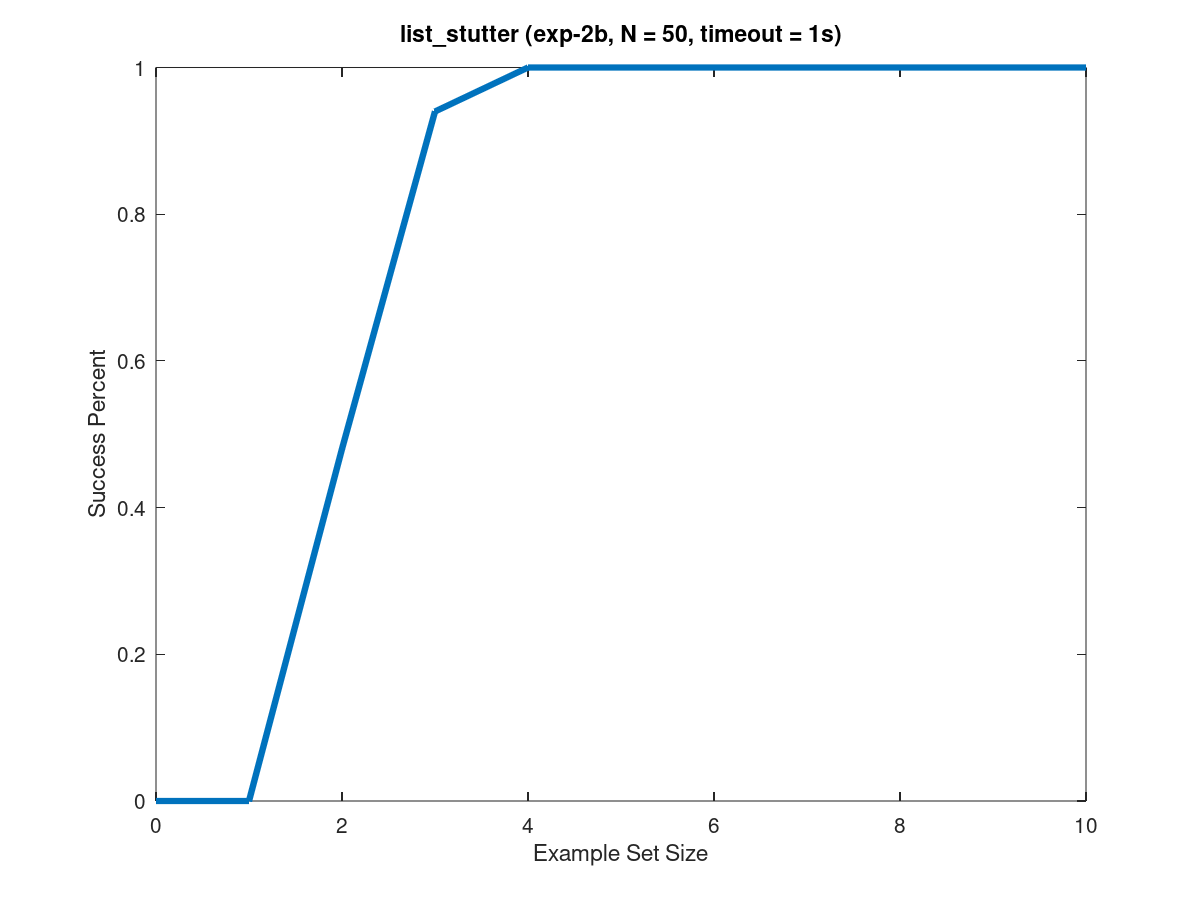 list_stutter (exp-2b, N = 50, timeout = 1s)
1
0.8
0.6
0.4
0.2
0
Success Percent
0 2 4 6 8 10
Example Set Size